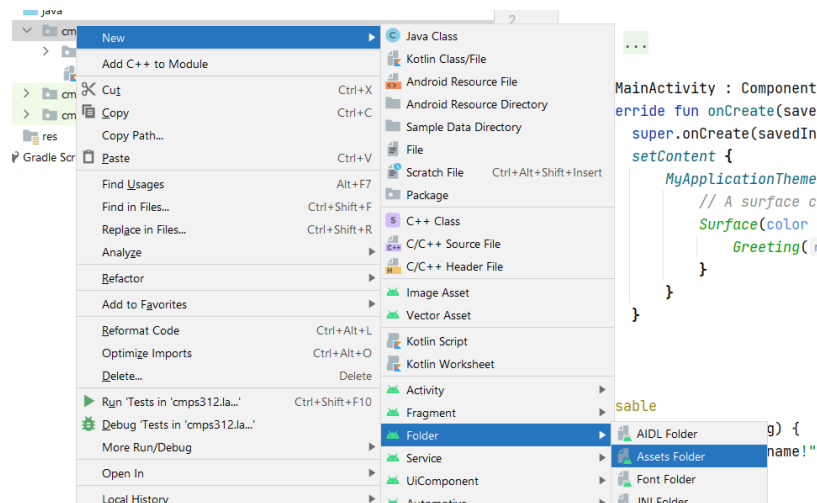 java
cm
cm
cm
res
Gradle Scr
New
Add C++ to Module
Cut Ctrl+X
Copy Ctrl+C
Copy Path...
Paste Ctrl+V
Find Usages Alt+F7
Find in Files... Ctrl+Shift+F
Replace in Files... Ctrl+Shift+R
Analyze
Refactor
Add to Favorites
Reformat Code Ctrl+Alt+L
Optimize Imports Ctrl+Alt+O
Delete... Delete
Run 'Tests in 'cmps312.la...' Ctrl+Shift+F10
Debug 'Tests in 'cmps312.la...'
More Run/Debug
Open In
Local History
Java Class
Kotlin Class/File
Android Resource File
Android Resource Directory
Sample Data Directory
File
Scratch File Ctrl+Alt+Shift+Insert
Package
C++ Class
C/C++ Source File
C/C++ Header File
Image Asset
Vector Asset
Kotlin Script
Kotlin Worksheet
Activity
Fragment
Folder
Service
UiComponent
Automotive
AIDL Folder
Assets Folder
Font Folder
JNI Folder
2
...
MainActivity : Component
erride fun onCreate(save
super.onCreate(savedIn
setContent {
MyApplicationTheme
// A surface c
Surface(color
Greeting(
}
}
}
sable
g) {
name!"